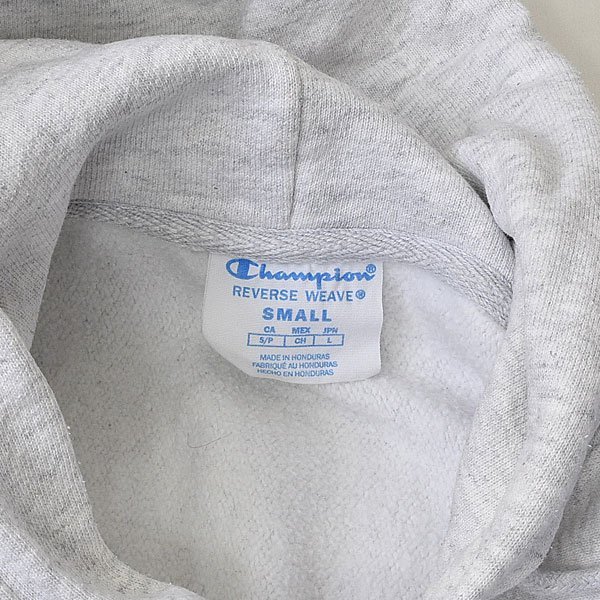 Champion®
REVERSE WEAVE®
SMALL
CA MEX JPN
S/P CH L
MADE IN HONDURAS
FABRIQUÉ AU HONDURAS
HECHO EN HONDURAS